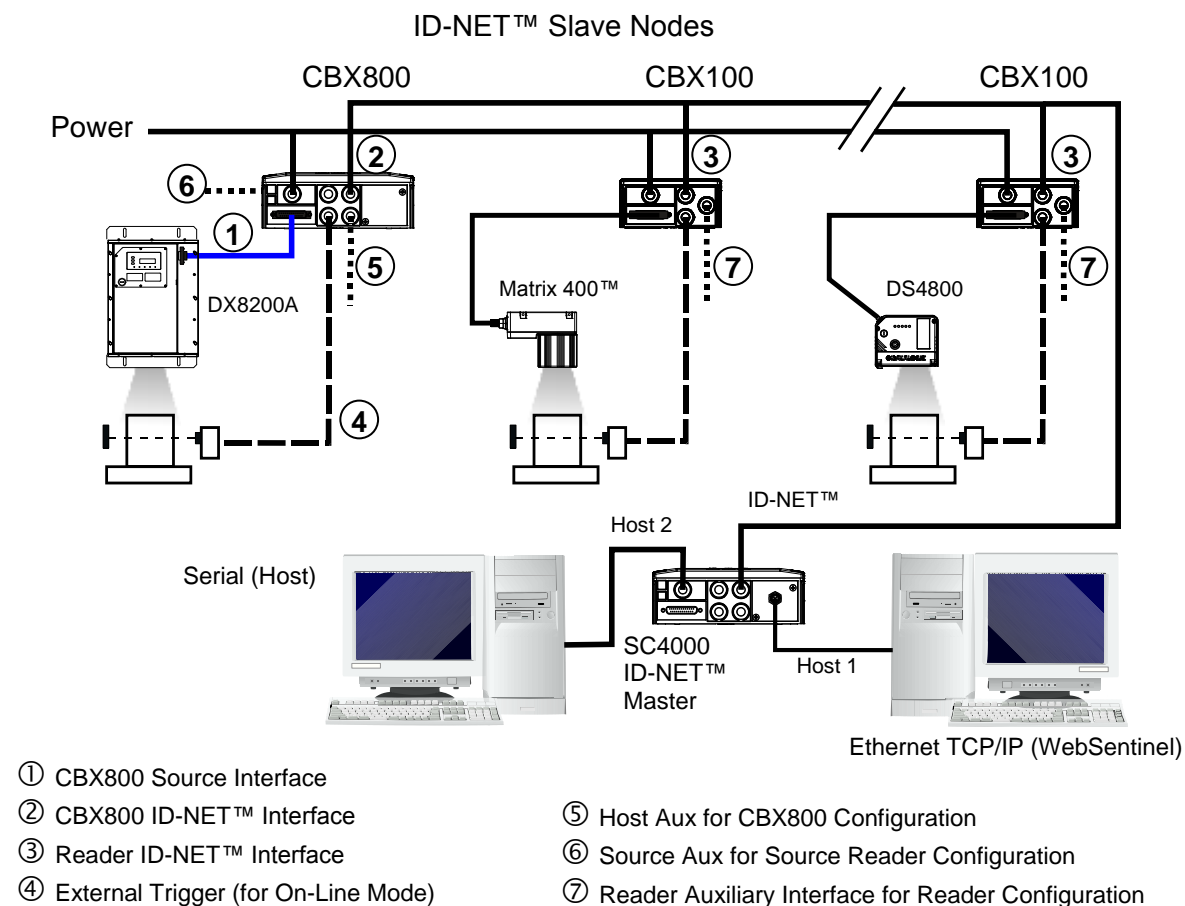 ID-NET™ Slave Nodes
CBX800
CBX100
CBX100
Power
2
3
3
6
1
5
7
7
DX8200A
Matrix 400™
DS4800
4
ID-NET™
Host 2
Serial (Host)
SC4000
ID-NET™
Master
Host 1
Ethernet TCP/IP (WebSentinel)
① CBX800 Source Interface
② CBX800 ID-NET™ Interface
③ Reader ID-NET™ Interface
④ External Trigger (for On-Line Mode)
⑤ Host Aux for CBX800 Configuration
⑥ Source Aux for Source Reader Configuration
⑦ Reader Auxiliary Interface for Reader Configuration